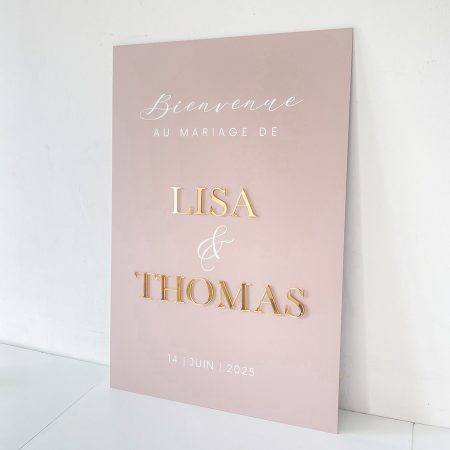 Bienvenue
AU MARIAGE DE
LISA
&
THOMAS
14 | JUIN | 2025